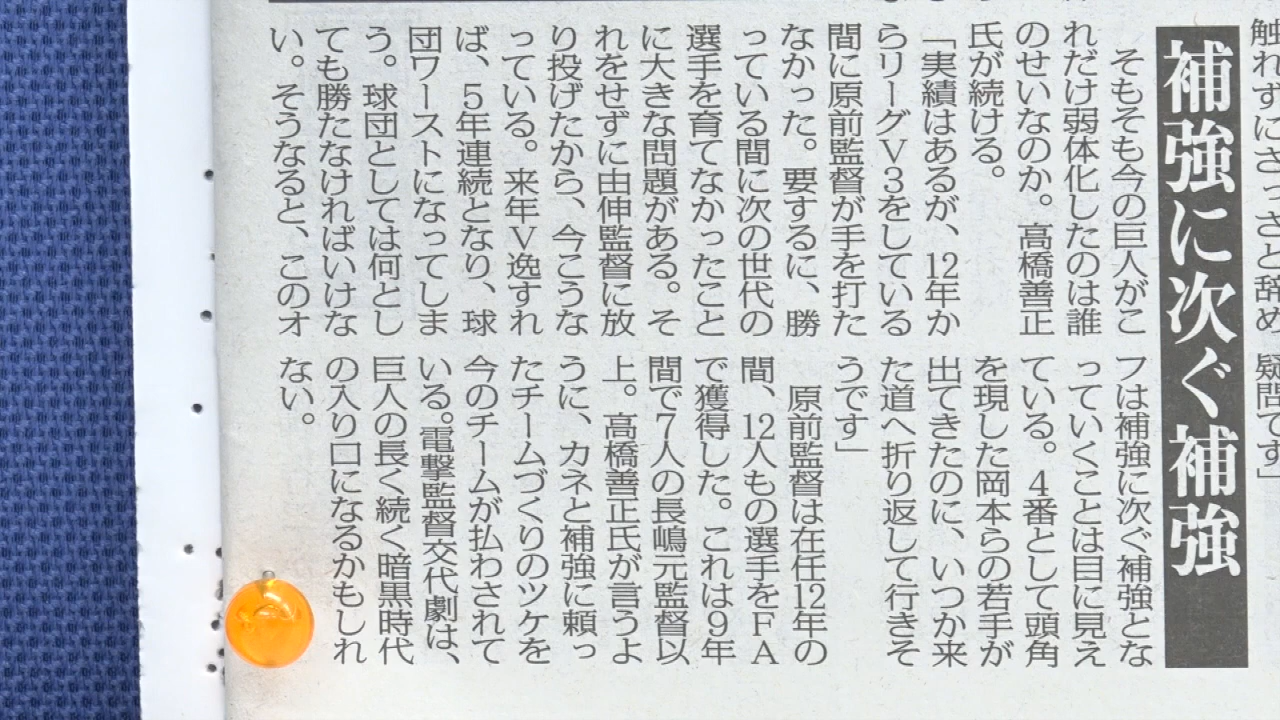 触れずにさっさと辞め
疑問です」
補強に次ぐ補強
そもそも今の巨人がこ
れだけ弱体化したのは誰
のせいなのか。高橋善正
氏が続ける。
「実績はあるが、12年か
らリーグV3をしている
間に原前監督が手を打た
なかった。要するに、勝
っている間に次の世代の
選手を育てなかったこと
に大きな問題がある。そ
れをせずに由伸監督に放
り投げたから、今こうな
っている。来年V逸すれ
ば、5年連続となり、球
団ワーストになってしま
う。球団としては何とし
ても勝たなければいけな
い。そうなると、このオ
フは補強に次ぐ補強とな
っていくことは目に見え
ている。4番として頭角
を現した岡本らの若手が
出てきたのに、いつか来
た道へ折り返して行きそ
うです」
原前監督は在任12年の
間、12人もの選手をFA
で獲得した。これは9年
間で7人の長嶋元監督以
上。高橋善正氏が言うよ
うに、カネと補強に頼っ
たチームづくりのツケを
今のチームが払わされて
いる。電撃監督交代劇は、
巨人の長く続く暗黒時代
の入り口になるかもしれ
ない。